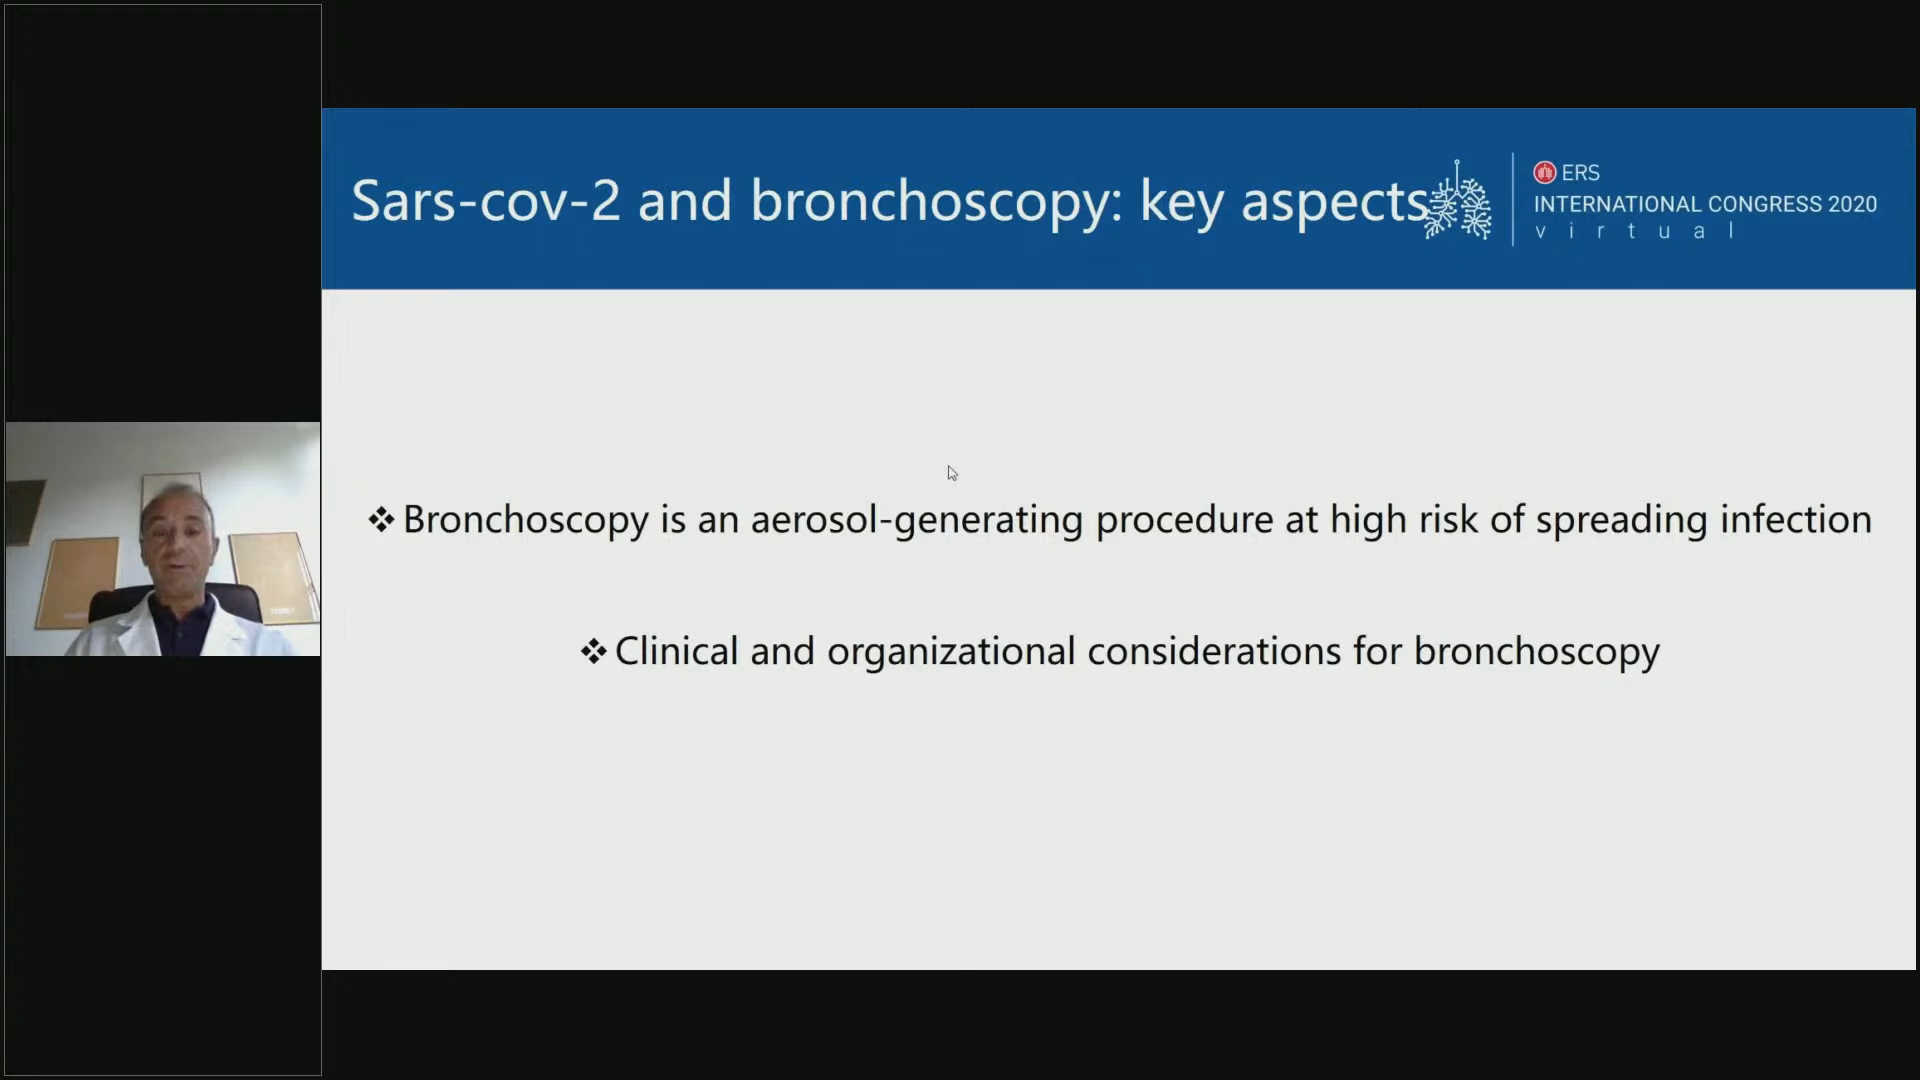 Sars-cov-2 and bronchoscopy: key aspects
ERS
INTERNATIONAL CONGRESS 2020
virtual
❖ Bronchoscopy is an aerosol-generating procedure at high risk of spreading infection
❖ Clinical and organizational considerations for bronchoscopy